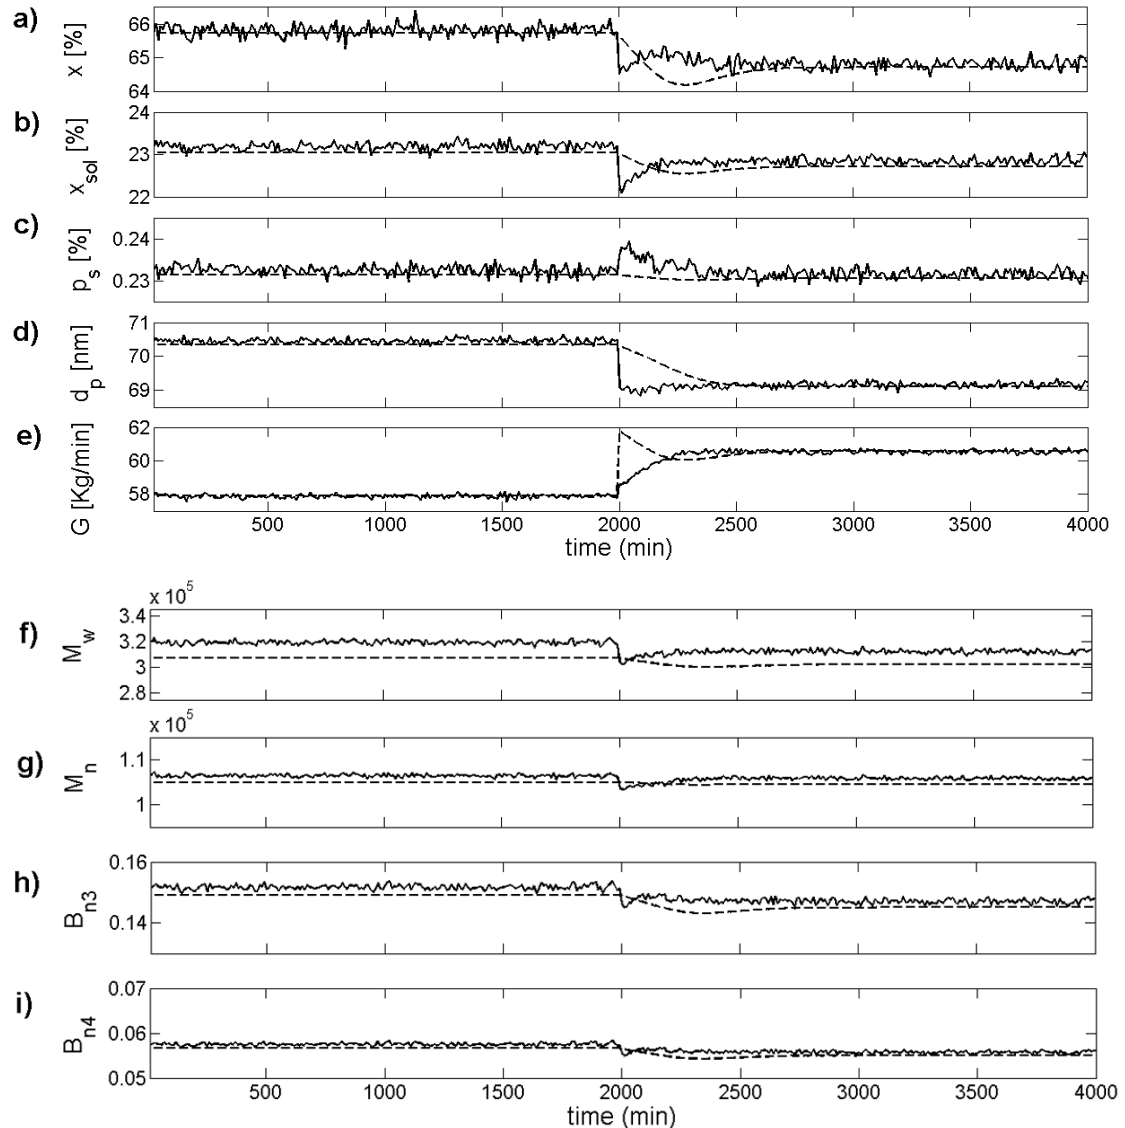 a)
x [%]
66
65
64
b)
x_sol [%]
24
23
22
c)
p_s [%]
0.24
0.23
d)
d_p [nm]
71
70
69
e)
G [Kg/min]
62
60
58
500 1000 1500 2000 2500 3000 3500 4000
time (min)
x 10^5
f)
M_w
3.4
3.2
3
2.8
x 10^5
g)
M_n
1.1
1
h)
B_n3
0.16
0.14
i)
B_n4
0.07
0.06
0.05
500 1000 1500 2000 2500 3000 3500 4000
time (min)